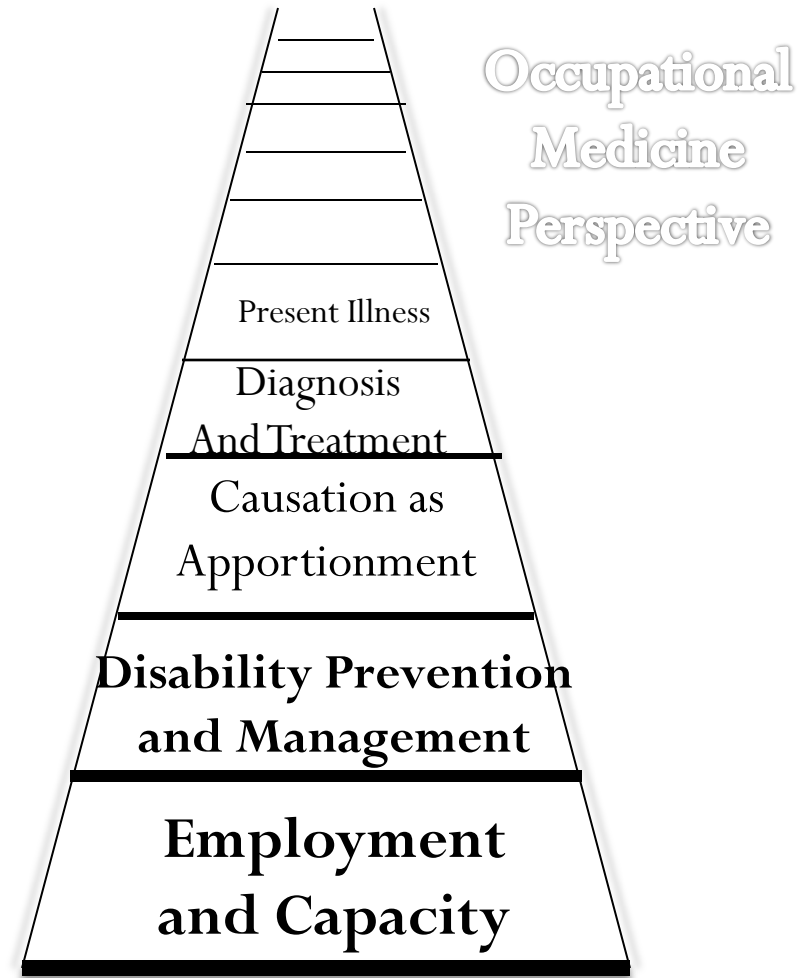 Occupational
Medicine
Perspective
Present Illness
Diagnosis
And Treatment
Causation as
Apportionment
Disability Prevention
and Management
Employment
and Capacity